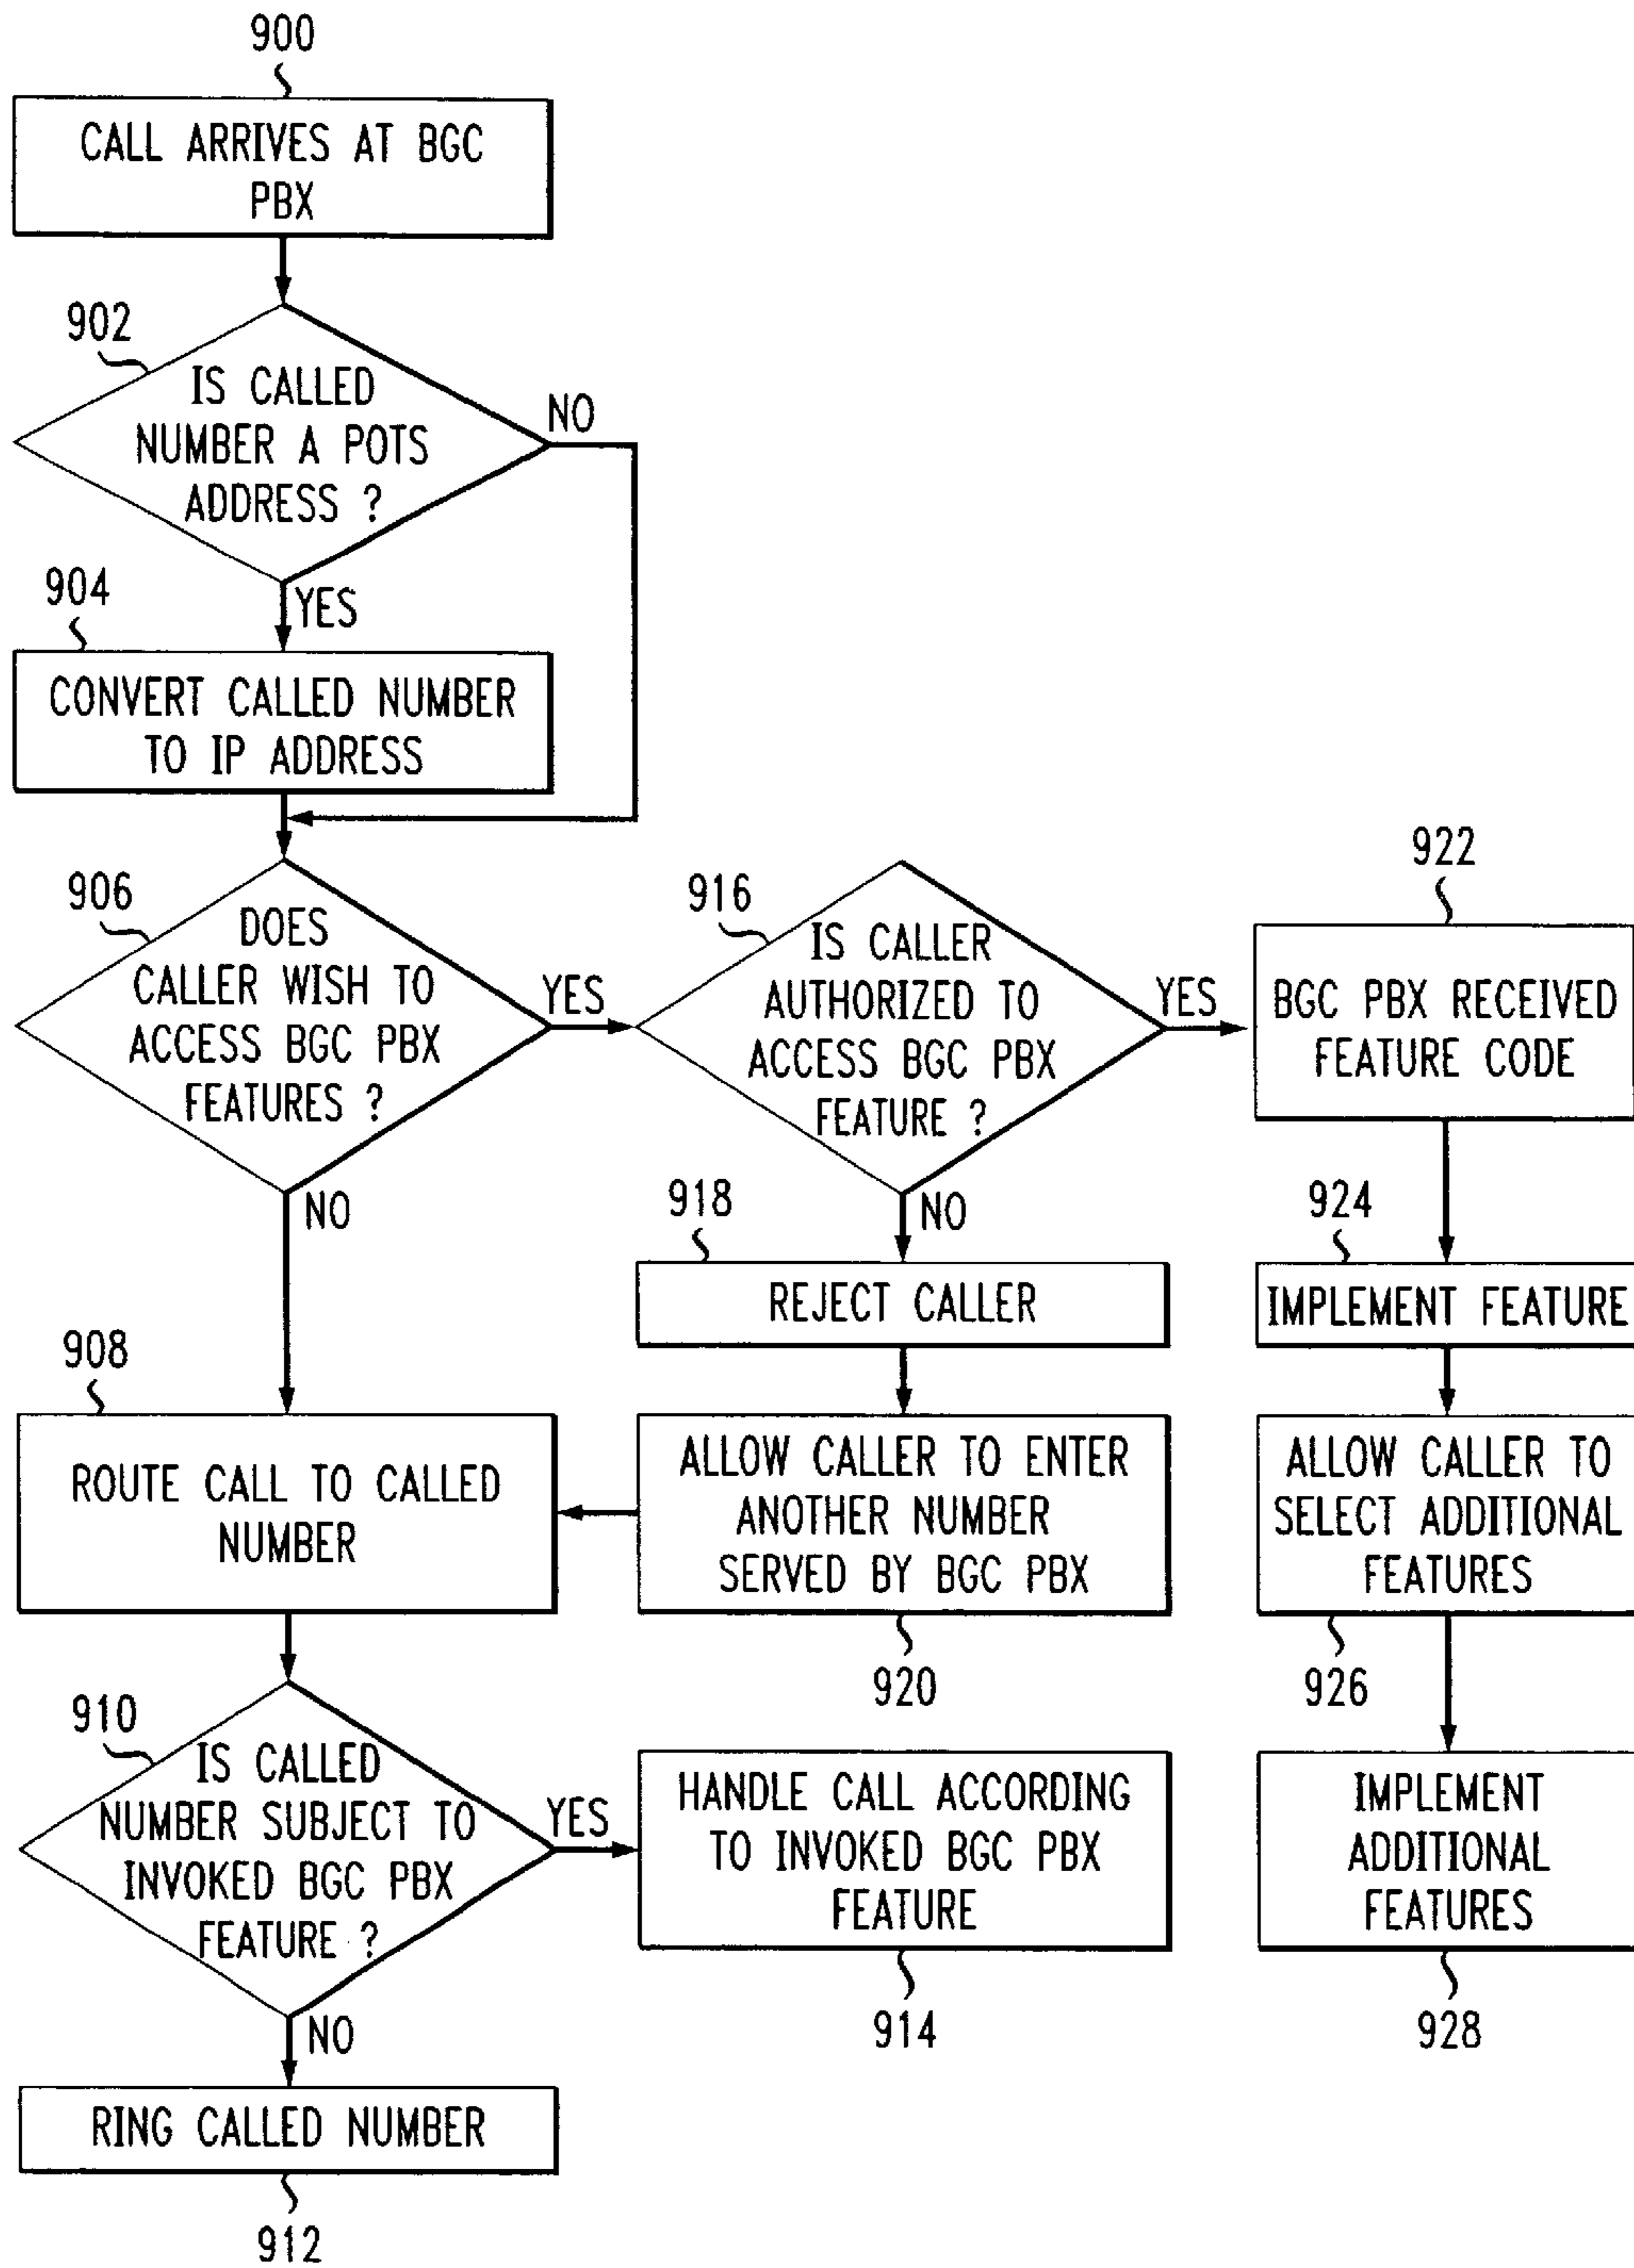 900
CALL ARRIVES AT BGC
PBX
902
IS CALLED
NUMBER A POTS
ADDRESS ?
NO
YES
904
CONVERT CALLED NUMBER
TO IP ADDRESS
906
DOES
CALLER WISH TO
ACCESS BGC PBX
FEATURES ?
YES
NO
916
IS CALLER
AUTHORIZED TO
ACCESS BGC PBX
FEATURE ?
YES
NO
922
BGC PBX RECEIVED
FEATURE CODE
918
REJECT CALLER
924
IMPLEMENT FEATURE
908
ROUTE CALL TO CALLED
NUMBER
ALLOW CALLER TO ENTER
ANOTHER NUMBER
SERVED BY BGC PBX
920
ALLOW CALLER TO
SELECT ADDITIONAL
FEATURES
926
910
IS CALLED
NUMBER SUBJECT TO
INVOKED BGC PBX
FEATURE ?
YES
NO
HANDLE CALL ACCORDING
TO INVOKED BGC PBX
FEATURE
914
IMPLEMENT
ADDITIONAL
FEATURES
928
RING CALLED NUMBER
912